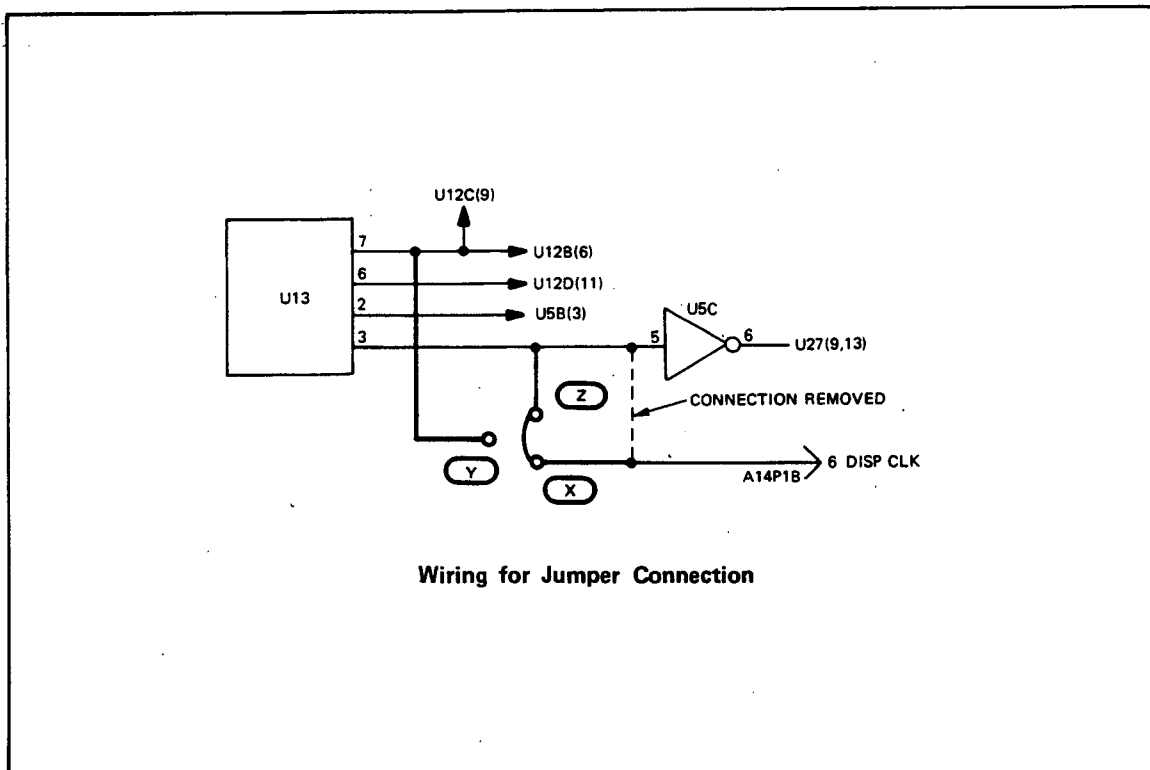 U12C(9)
7
U12B(6)
6
U12D(11)
U13
2
U5B(3)
U5C
3
5
6
U27(9,13)
Z
CONNECTION REMOVED
Y
X
A14P1B
6 DISP CLK
Wiring for Jumper Connection